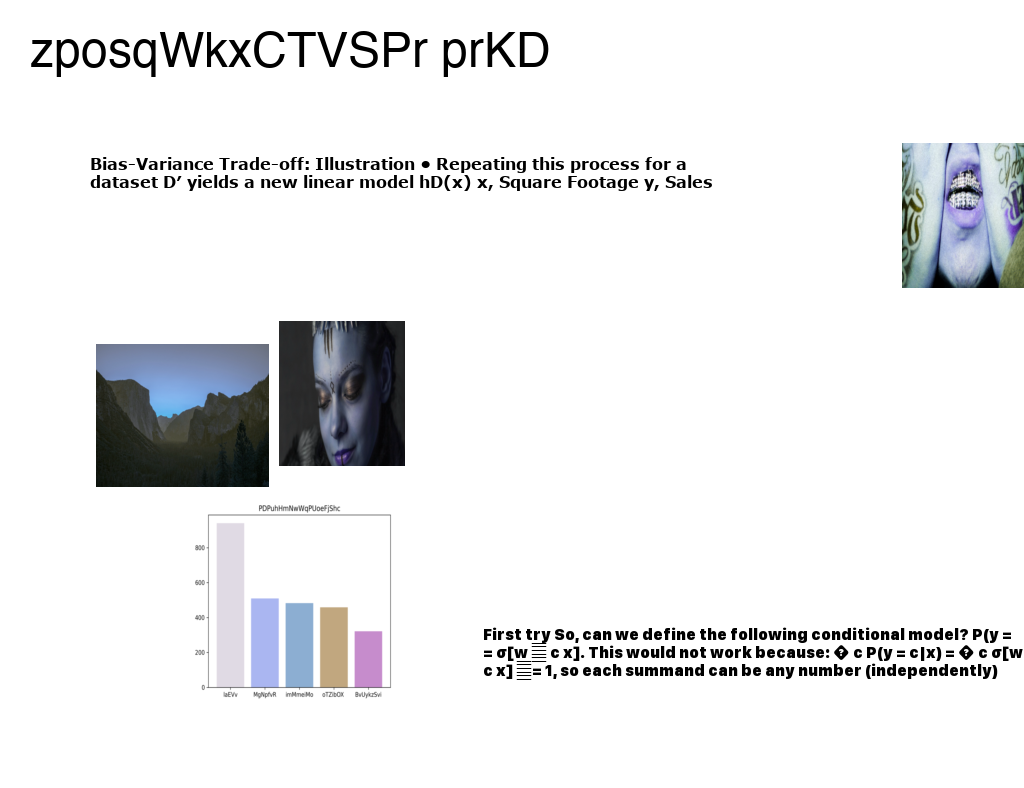 zposqWkxCTVSPr prKD
Bias-Variance Trade-off: Illustration • Repeating this process for a
dataset D’ yields a new linear model hD(x) x, Square Footage y, Sales
PDPuhHmNwWqPUoeFjShc
800
600
400
200
0
IaEVv MgNpfvR imMmeiMo oTZibOX BvUykzSvi
First try So, can we define the following conditional model? P(y =
= σ[w c x]. This would not work because: � c P(y = c|x) = � c σ[w
c x] = 1, so each summand can be any number (independently)